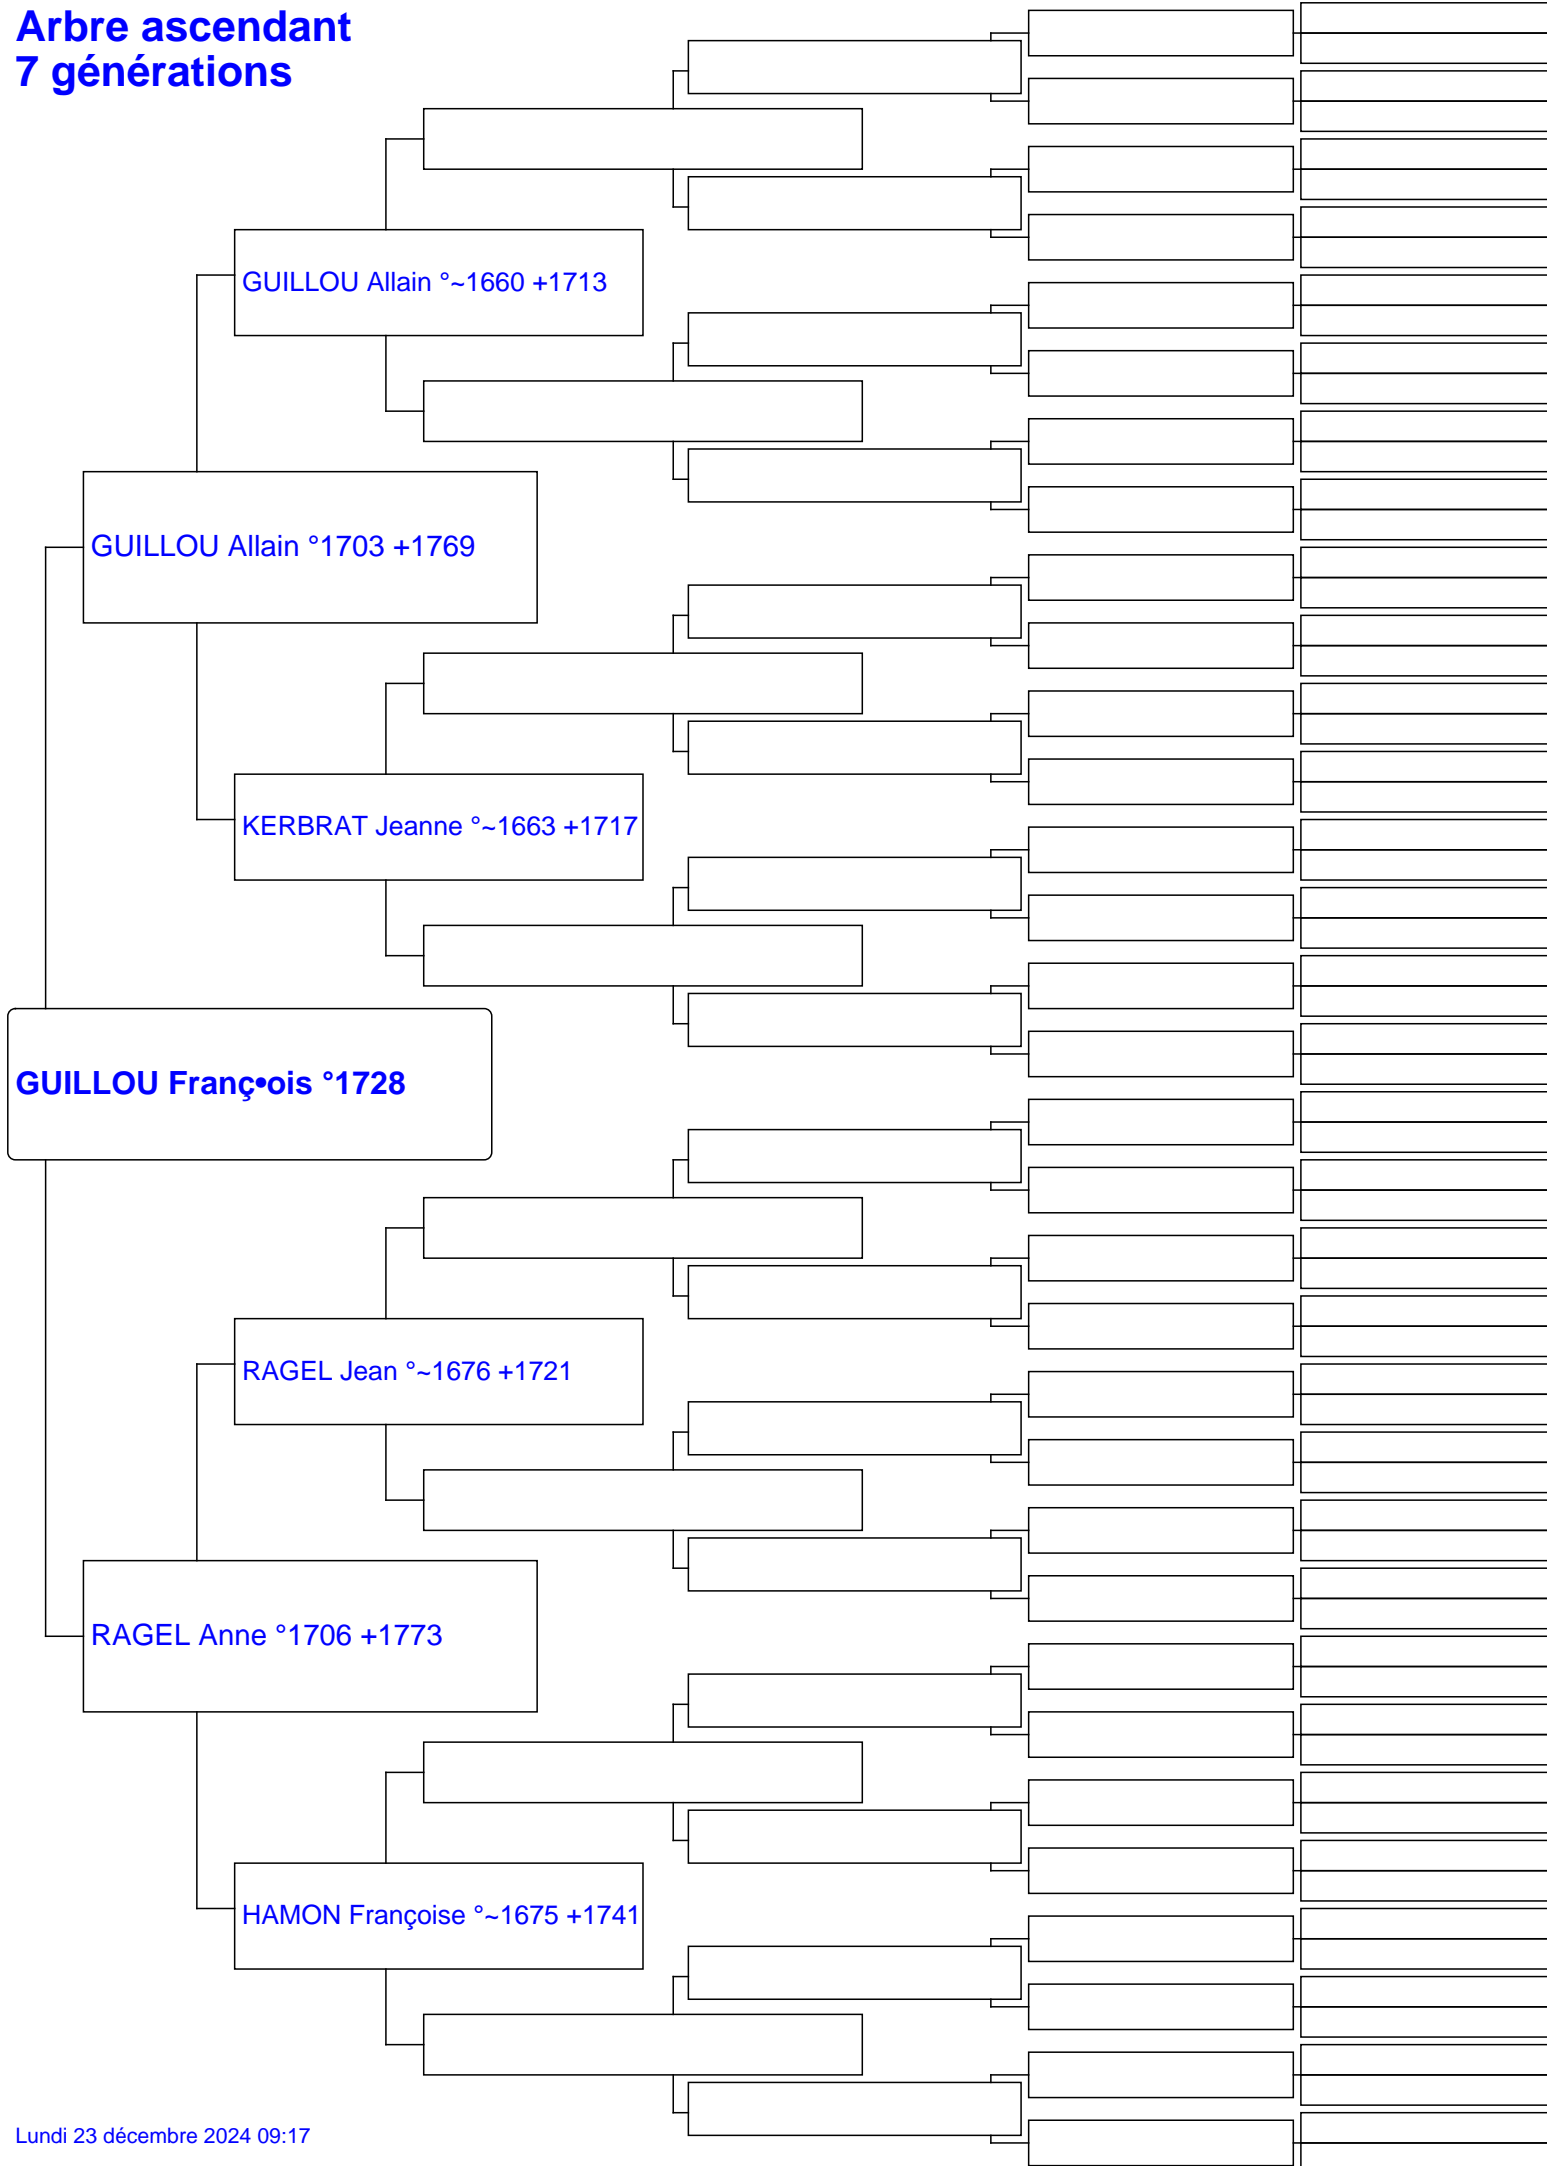 Arbre ascendant
7 générations
GUILLOU Allain °~1660 +1713
GUILLOU Allain °1703 +1769
KERBRAT Jeanne °~1663 +1717
GUILLOU Franç•ois °1728
RAGEL Jean °~1676 +1721
RAGEL Anne °1706 +1773
HAMON Françoise °~1675 +1741
Lundi 23 décembre 2024 09:17